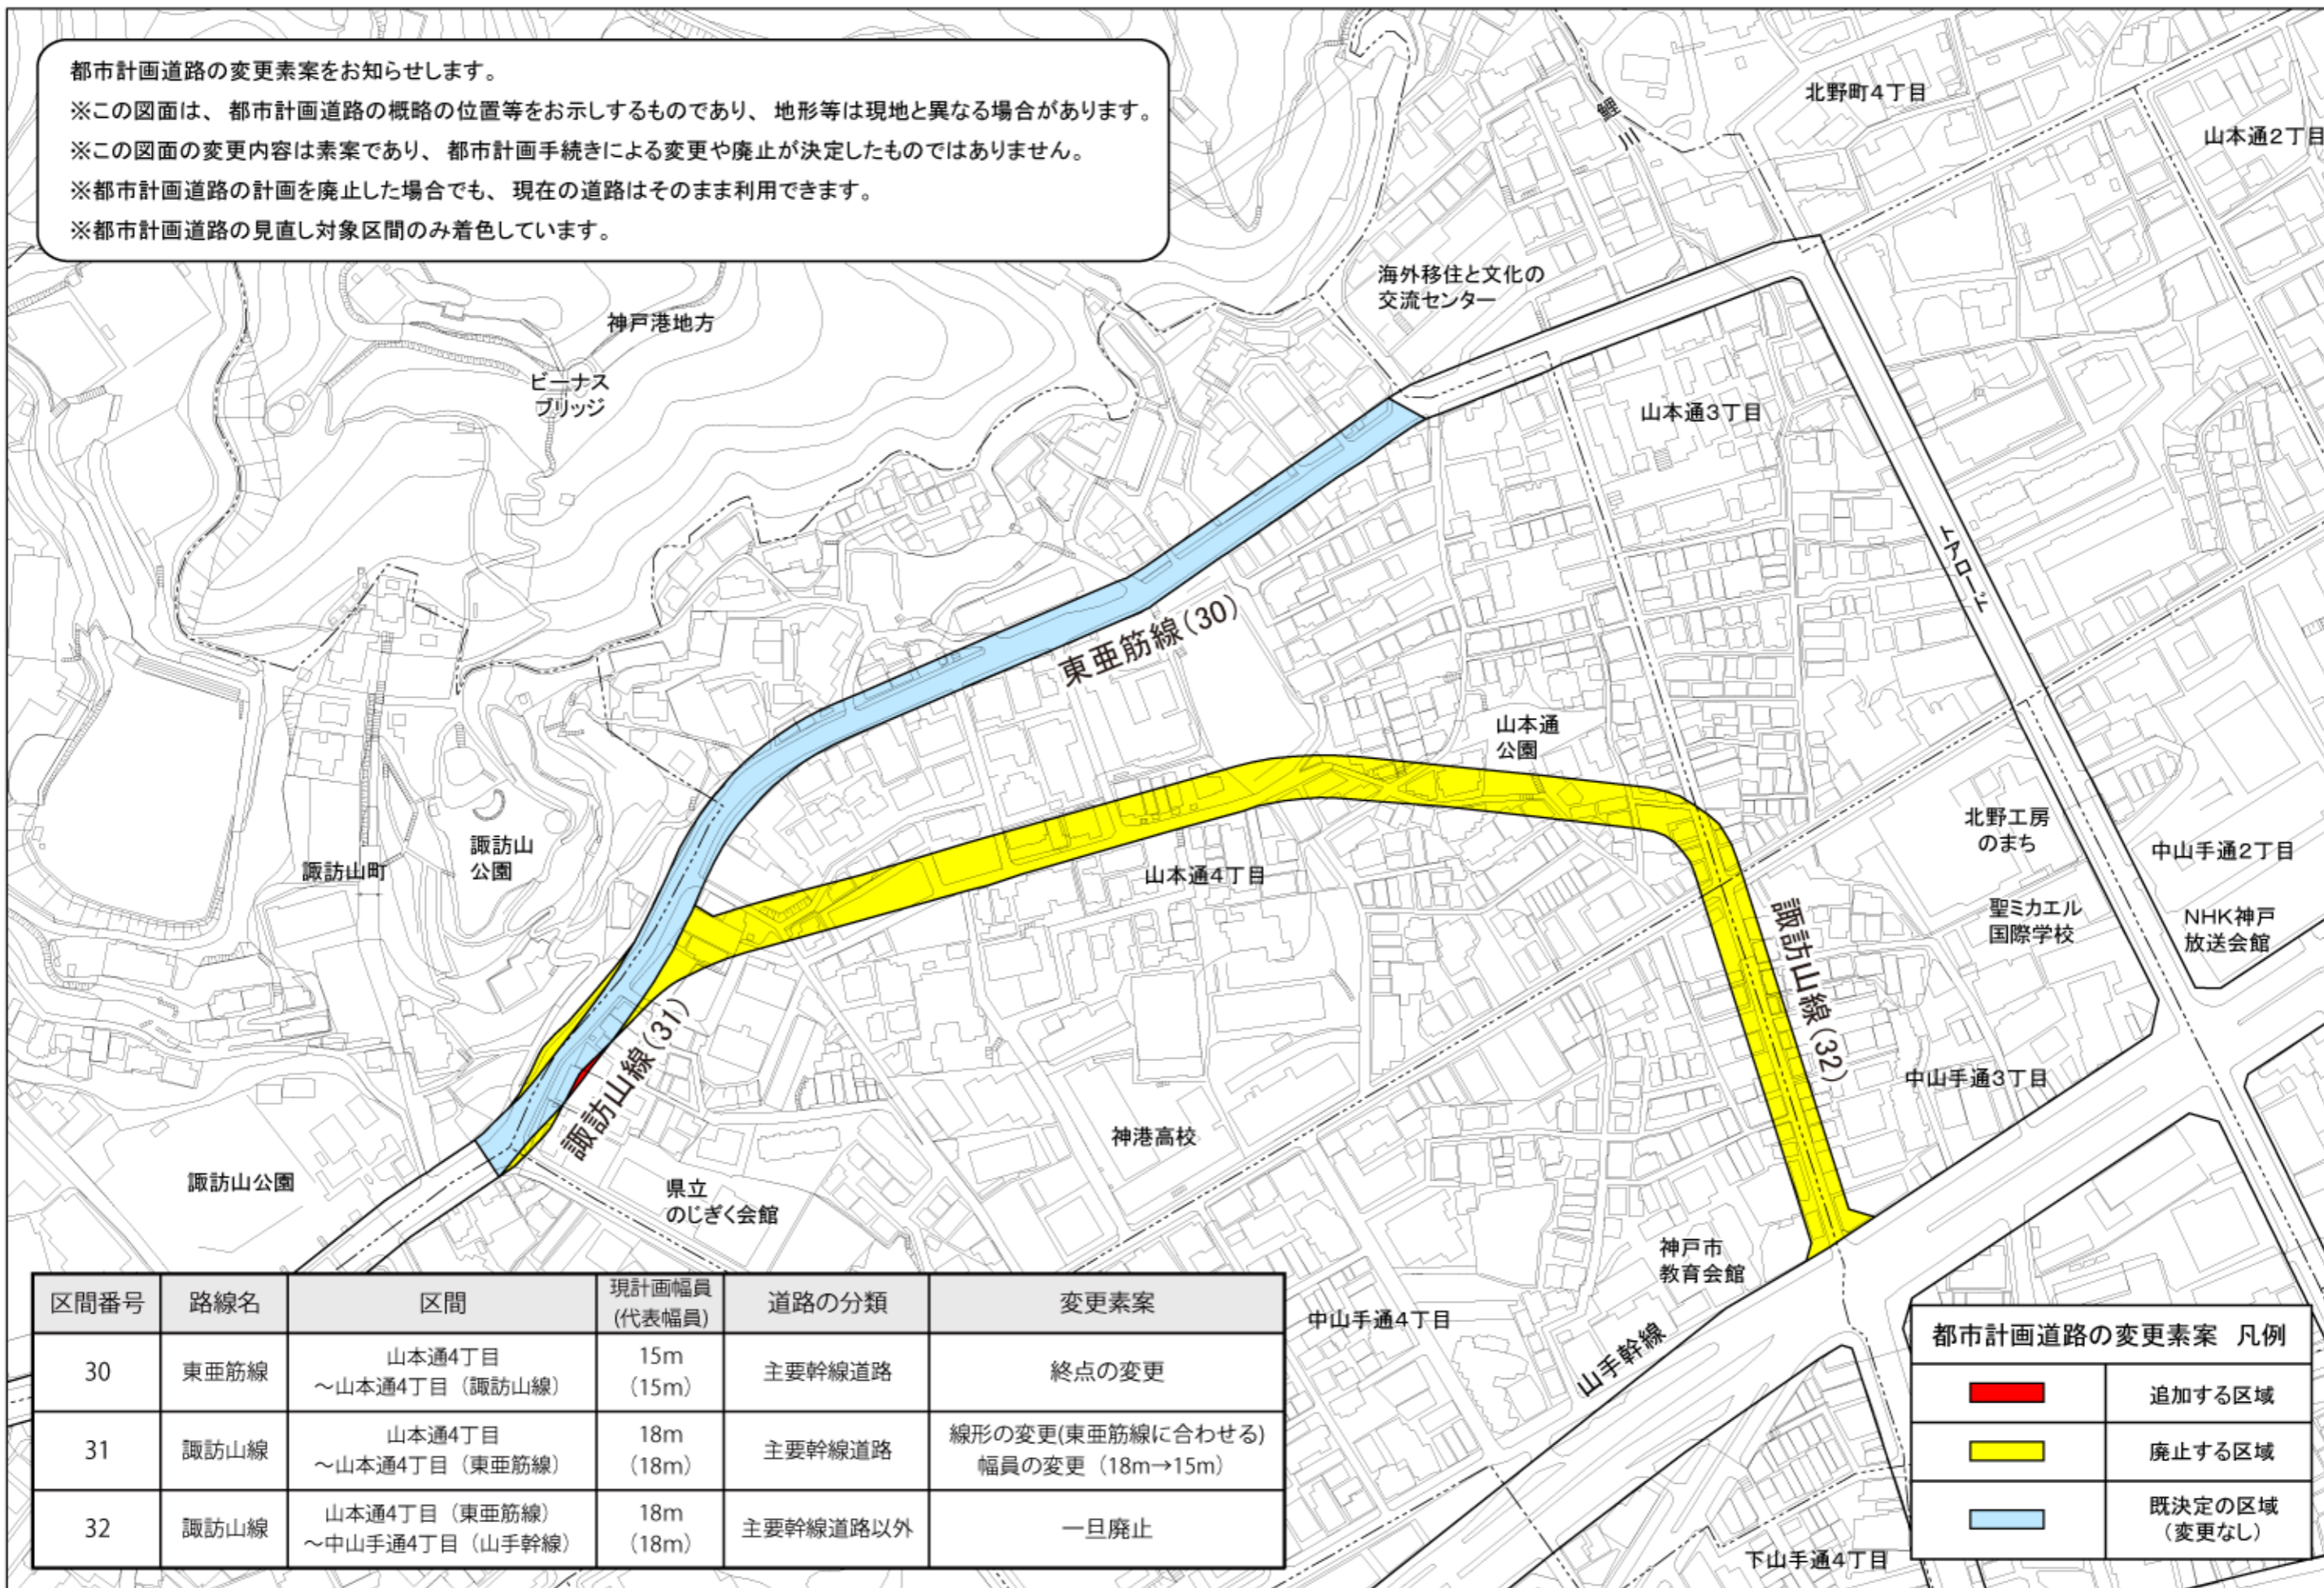 都市計画道路の変更素案をお知らせします。
※この図面は、都市計画道路の概略の位置等をお示しするものであり、地形等は現地と異なる場合があります。
※この図面の変更内容は素案であり、都市計画手続きによる変更や廃止が決定したものではありません。
※都市計画道路の計画を廃止した場合でも、現在の道路はそのまま利用できます。
※都市計画道路の見直し対象区間のみ着色しています。
北野町4丁目
鯉川
山本通2丁目
海外移住と文化の
交流センター
神戸港地方
ビーナス
ブリッジ
山本通3丁目
トアロード
東亜筋線(30)
山本通
公園
北野工房
のまち
中山手通2丁目
諏訪山
公園
諏訪山町
山本通4丁目
聖ミカエル
国際学校
NHK神戸
放送会館
諏訪山線(32)
諏訪山線(31)
中山手通3丁目
神港高校
諏訪山公園
県立
のじぎく会館
神戸市
教育会館
中山手通4丁目
山手幹線
下山手通4丁目
区間番号 路線名 区間 現計画幅員 道路の分類 変更素案
(代表幅員)
30 東亜筋線 山本通4丁目 15m 主要幹線道路 終点の変更
～山本通4丁目（諏訪山線） （15m）
31 諏訪山線 山本通4丁目 18m 主要幹線道路 線形の変更(東亜筋線に合わせる)
～山本通4丁目（東亜筋線） （18m） 幅員の変更（18m→15m）
32 諏訪山線 山本通4丁目（東亜筋線） 18m 主要幹線道路以外 一旦廃止
～中山手通4丁目（山手幹線） （18m）
都市計画道路の変更素案 凡例
追加する区域
廃止する区域
既決定の区域
（変更なし）